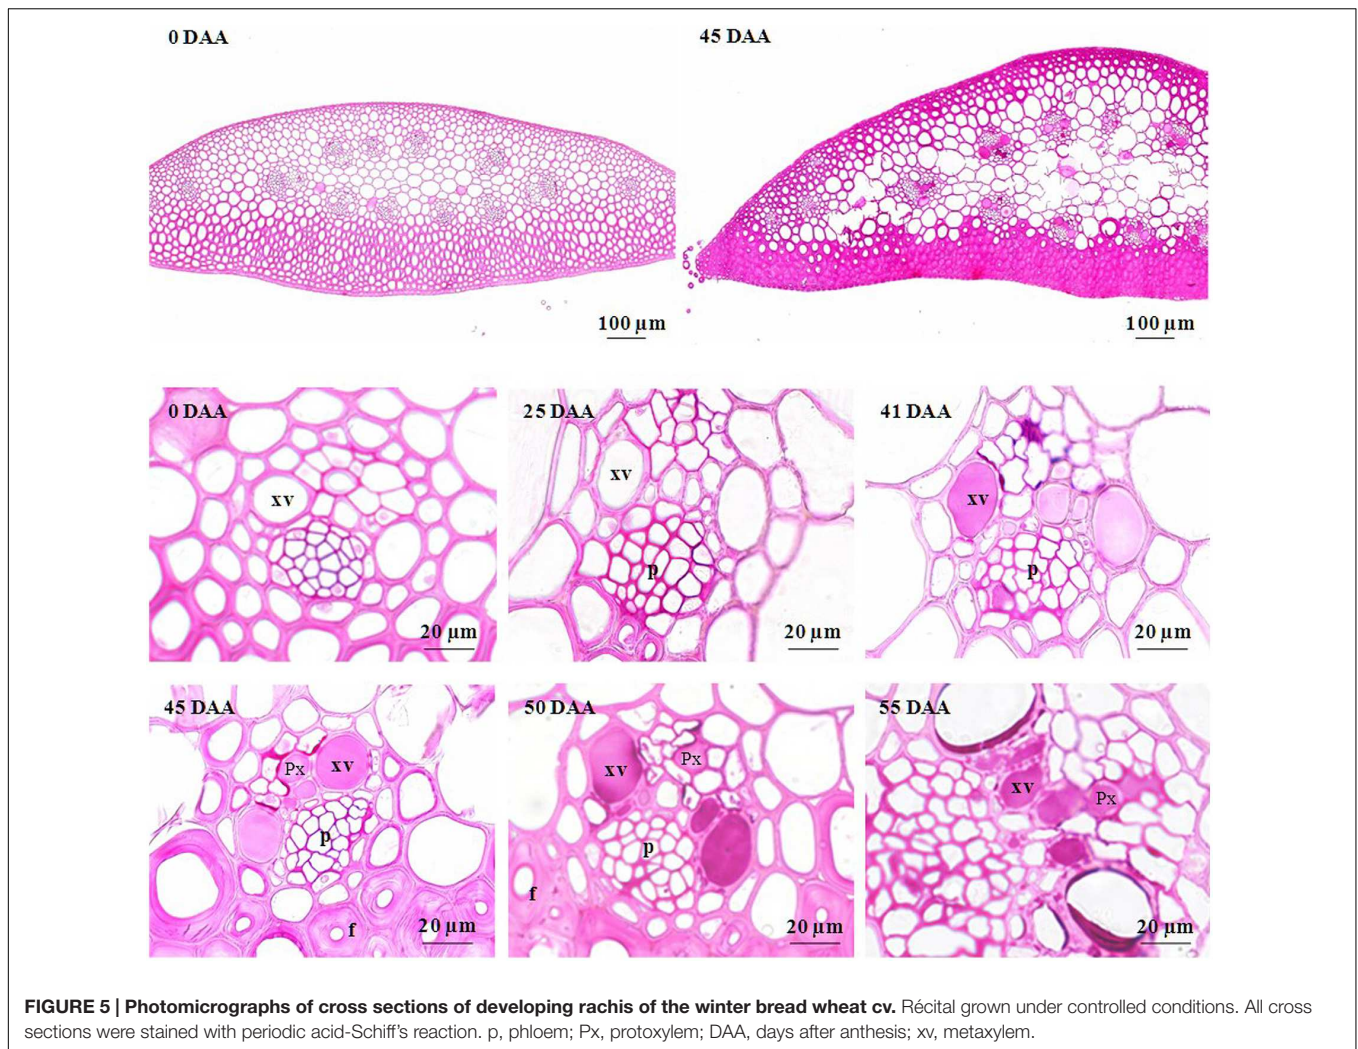 0 DAA
45 DAA
100 µm
100 µm
0 DAA
25 DAA
41 DAA
xv
xv
xv
p
p
20 µm
20 µm
20 µm
45 DAA
50 DAA
55 DAA
Px
xv
xv
Px
xv
Px
p
p
f
f
20 µm
20 µm
20 µm
FIGURE 5 | Photomicrographs of cross sections of developing rachis of the winter bread wheat cv. Récital grown under controlled conditions. All cross
sections were stained with periodic acid-Schiff’s reaction. p, phloem; Px, protoxylem; DAA, days after anthesis; xv, metaxylem.